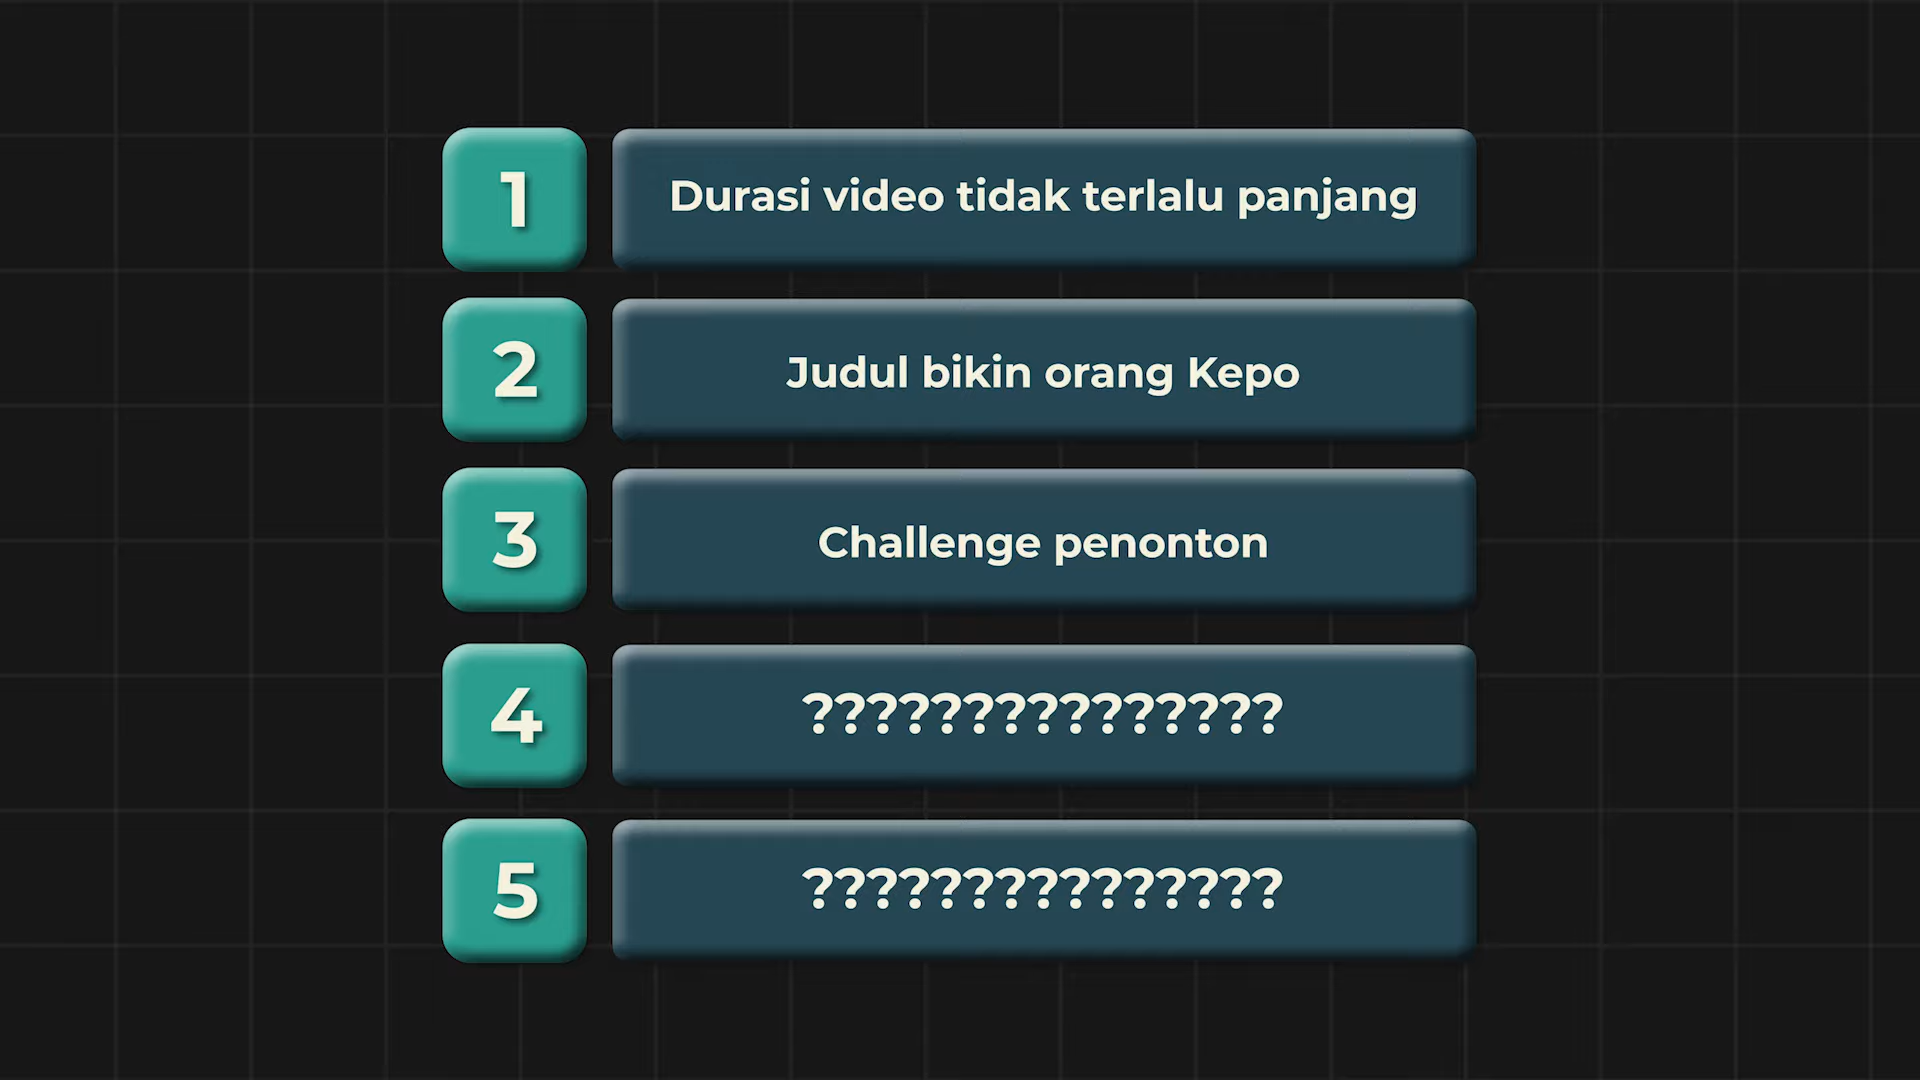 1 Durasi video tidak terlalu panjang
2 Judul bikin orang Kepo
3 Challenge penonton
4 ???????????????
5 ???????????????